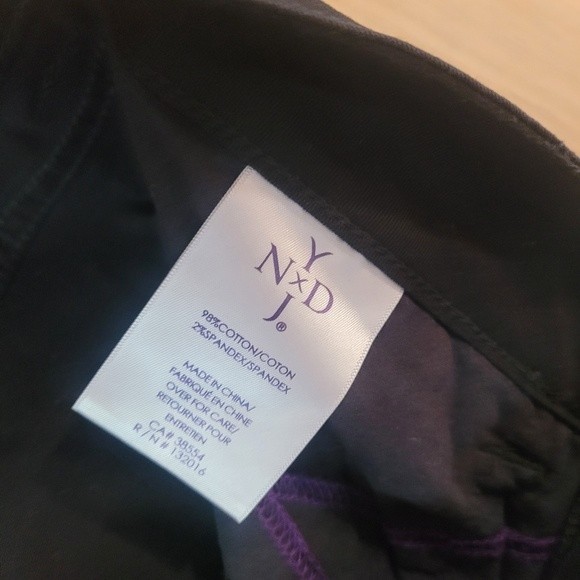 Y
N×D
J®
98%COTTON/COTON
2%SPANDEX/SPANDEX
MADE IN CHINA/
FABRIQUÉ EN CHINE
OVER FOR CARE/
RETOURNER POUR
ENTRETIEN
CA# 38554
R / N # 132016